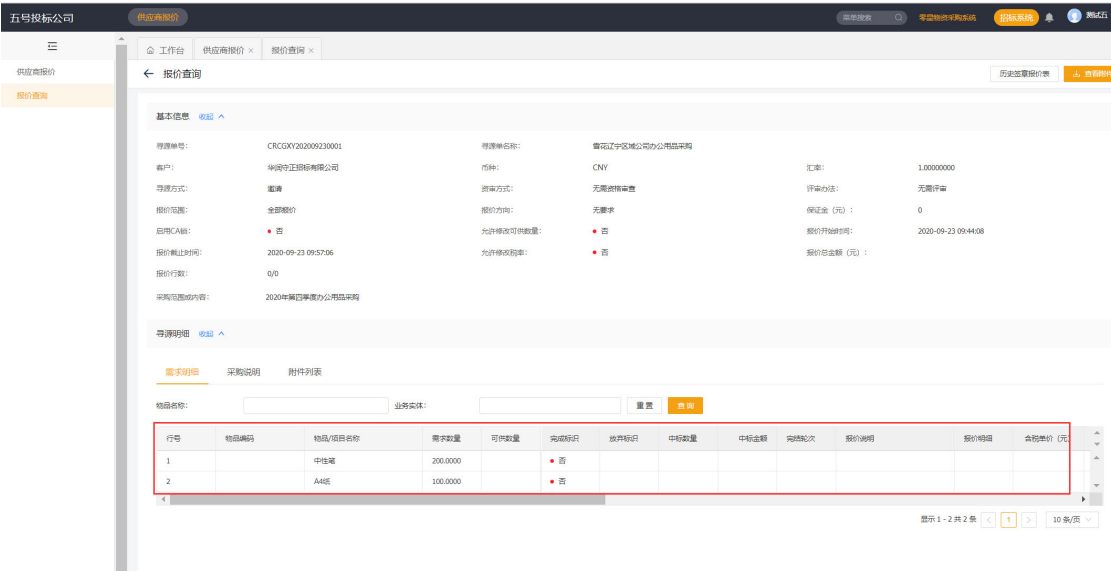 五号投标公司 供应商报价 菜单搜索 零星物资采购系统 招标系统 测试五
工作台 供应商报价 × 报价查询 ×
供应商报价
← 报价查询 历史签章报价表 查看附件
报价查询
基本信息 收起
寻源单号: CRCGXY202009230001 寻源单名称: 雪花辽宁区域公司办公用品采购
客户: 华润守正招标有限公司 币种: CNY 汇率: 1.00000000
寻源方式: 邀请 资审方式: 无需资格审查 评审办法: 无需评审
报价范围: 全部报价 报价方向: 无要求 保证金（元）: 0
启用CA锁: 否 允许修改可供数量: 否 报价开始时间: 2020-09-23 09:44:08
报价截止时间: 2020-09-23 09:57:06 允许修改税率: 否 报价总金额（元）:
报价行数: 0/0
采购范围或内容: 2020年第四季度办公用品采购
寻源明细 收起
需求明细 采购说明 附件列表
物品名称: 业务实体: 重置 查询
行号 物品编码 物品/项目名称 需求数量 可供数量 完成标识 放弃标识 中标数量 中标金额 完结轮次 报价说明 报价明细 含税单价（元）
1 中性笔 200.0000 否
2 A4纸 100.0000 否
显示 1 - 2 共 2 条 < 1 > 10 条/页